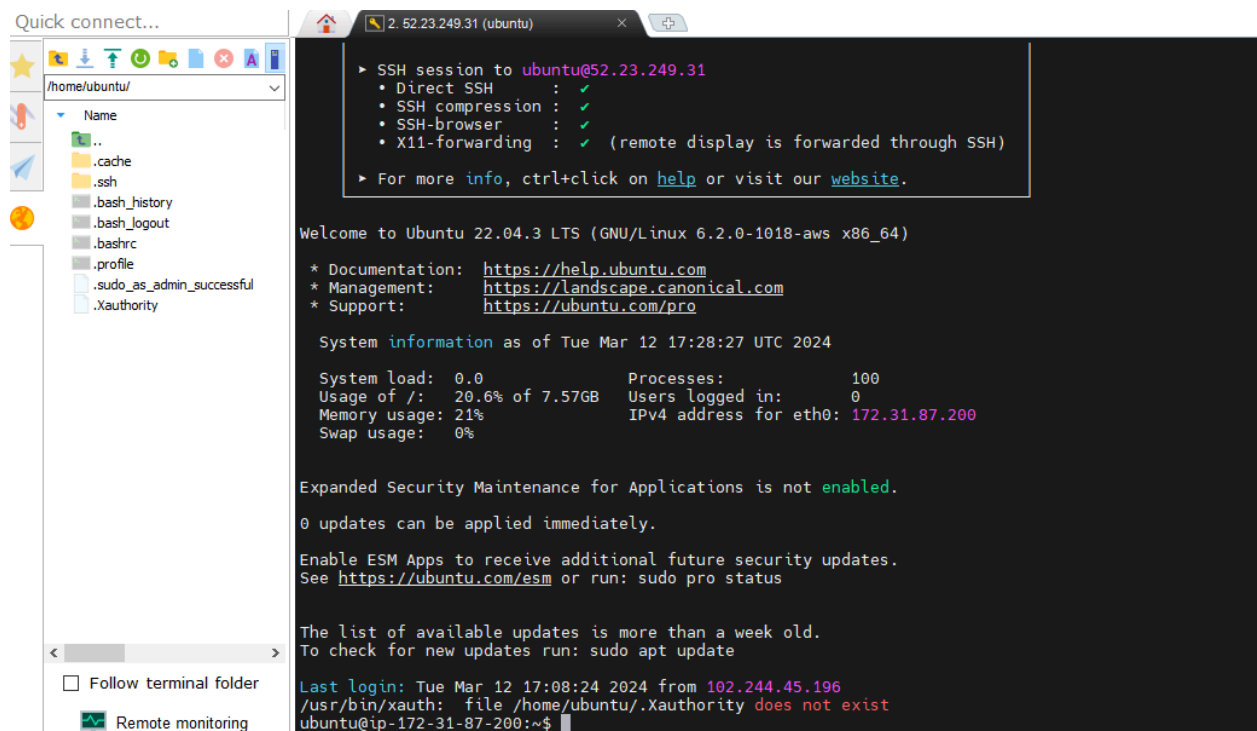 Quick connect...
2. 52.23.249.31 (ubuntu)
/home/ubuntu/
Name
..
.cache
.ssh
.bash_history
.bash_logout
.bashrc
.profile
.sudo_as_admin_successful
.Xauthority
Follow terminal folder
Remote monitoring
► SSH session to ubuntu@52.23.249.31
• Direct SSH : ✔
• SSH compression : ✔
• SSH-browser : ✔
• X11-forwarding : ✔ (remote display is forwarded through SSH)
► For more info, ctrl+click on help or visit our website.
Welcome to Ubuntu 22.04.3 LTS (GNU/Linux 6.2.0-1018-aws x86_64)
* Documentation: https://help.ubuntu.com
* Management: https://landscape.canonical.com
* Support: https://ubuntu.com/pro
System information as of Tue Mar 12 17:28:27 UTC 2024
System load: 0.0 Processes: 100
Usage of /: 20.6% of 7.57GB Users logged in: 0
Memory usage: 21% IPv4 address for eth0: 172.31.87.200
Swap usage: 0%
Expanded Security Maintenance for Applications is not enabled.
0 updates can be applied immediately.
Enable ESM Apps to receive additional future security updates.
See https://ubuntu.com/esm or run: sudo pro status
The list of available updates is more than a week old.
To check for new updates run: sudo apt update
Last login: Tue Mar 12 17:08:24 2024 from 102.244.45.196
/usr/bin/xauth: file /home/ubuntu/.Xauthority does not exist
ubuntu@ip-172-31-87-200:~$